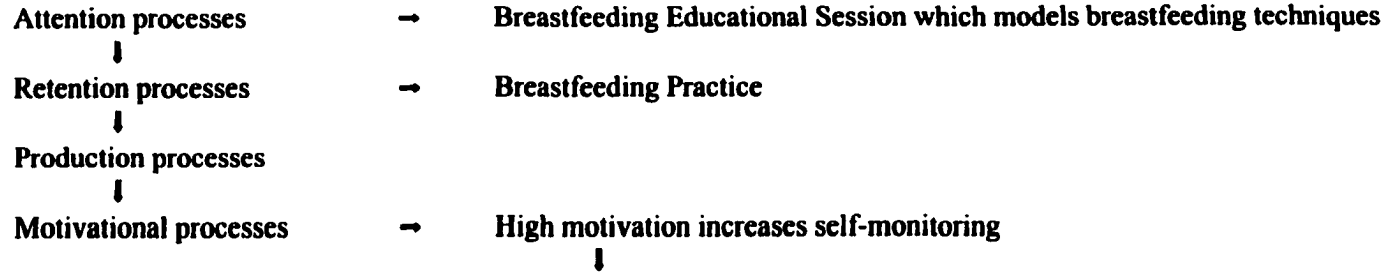 Attention processes → Breastfeeding Educational Session which models breastfeeding techniques
↓
Retention processes → Breastfeeding Practice
↓
Production processes
↓
Motivational processes → High motivation increases self-monitoring
↓